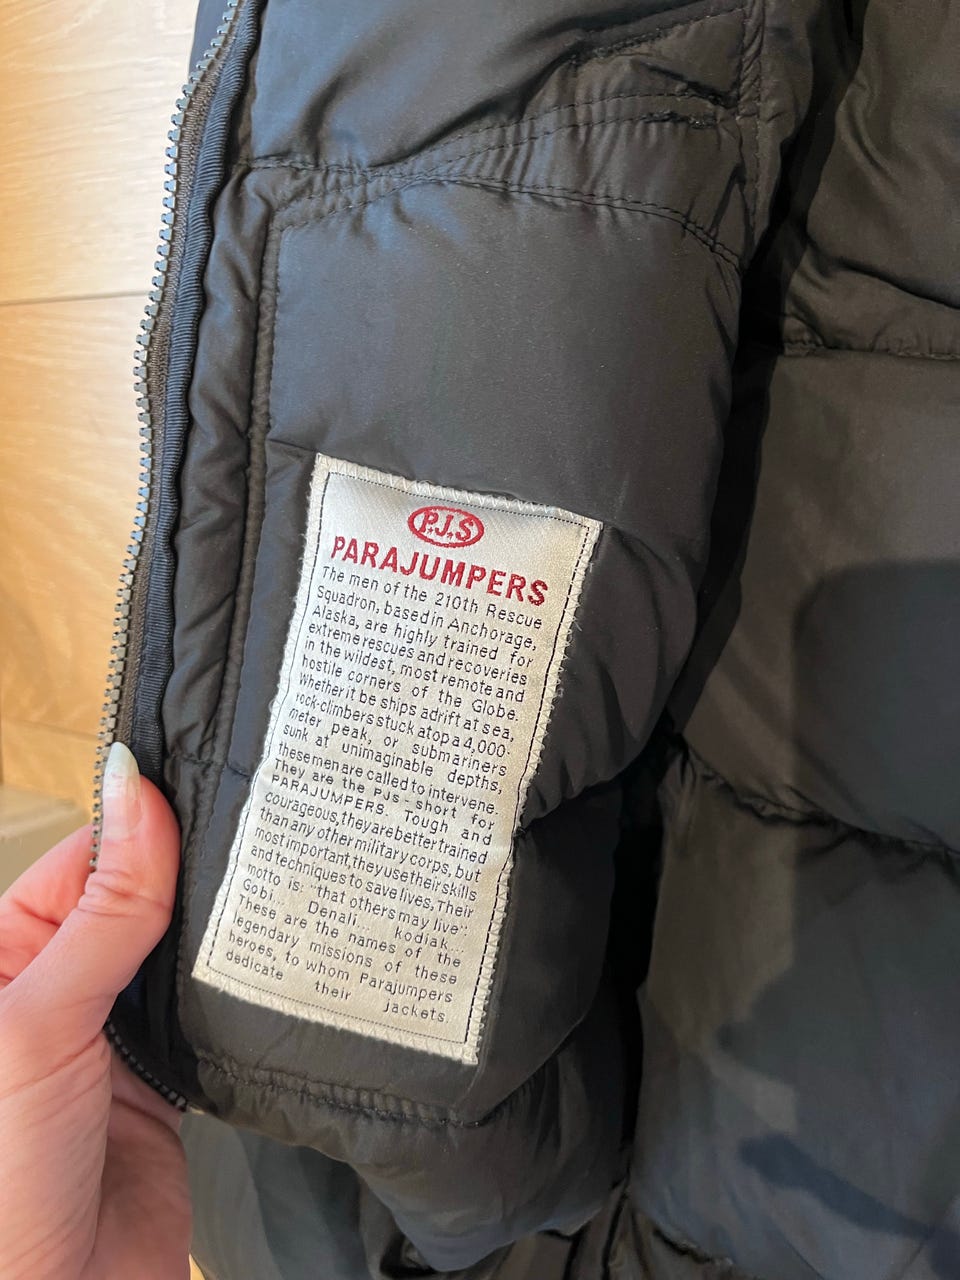 P.J.S
PARAJUMPERS
The men of the 210th Rescue
Squadron, based in Anchorage,
Alaska, are highly trained for
extreme rescues and recoveries
in the wildest, most remote and
hostile corners of the Globe.
Whether it be ships adrift at sea,
rock-climbers stuck atop a 4,000-
meter peak, or submariners
sunk at unimaginable depths,
these men are called to intervene.
They are the PJs - short for
PARAJUMPERS. Tough and
courageous, they are better trained
than any other military corps, but
most important, they use their skills
and techniques to save lives, Their
motto is: "that others may live":
Gobi... Denali... kodiak...
These are the names of the
legendary missions of these
heroes, to whom Parajumpers
dedicate their jackets.